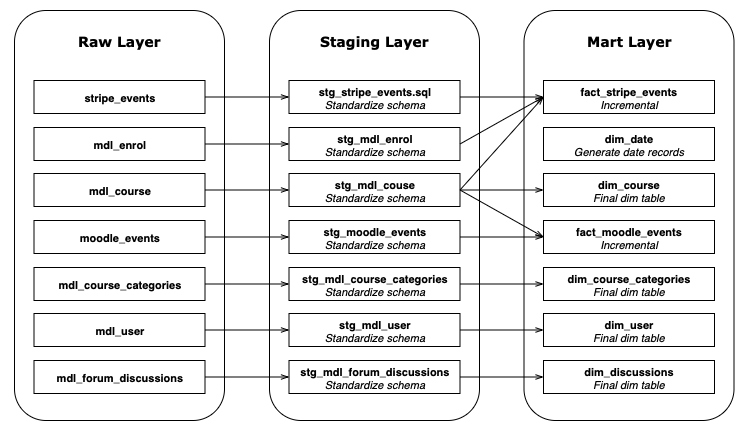 Raw Layer
stripe_events
mdl_enrol
mdl_course
moodle_events
mdl_course_categories
mdl_user
mdl_forum_discussions
Staging Layer
stg_stripe_events.sql
Standardize schema
stg_mdl_enrol
Standardize schema
stg_mdl_couse
Standardize schema
stg_moodle_events
Standardize schema
stg_mdl_course_categories
Standardize schema
stg_mdl_user
Standardize schema
stg_mdl_forum_discussions
Standardize schema
Mart Layer
fact_stripe_events
Incremental
dim_date
Generate date records
dim_course
Final dim table
fact_moodle_events
Incremental
dim_course_categories
Final dim table
dim_user
Final dim table
dim_discussions
Final dim table